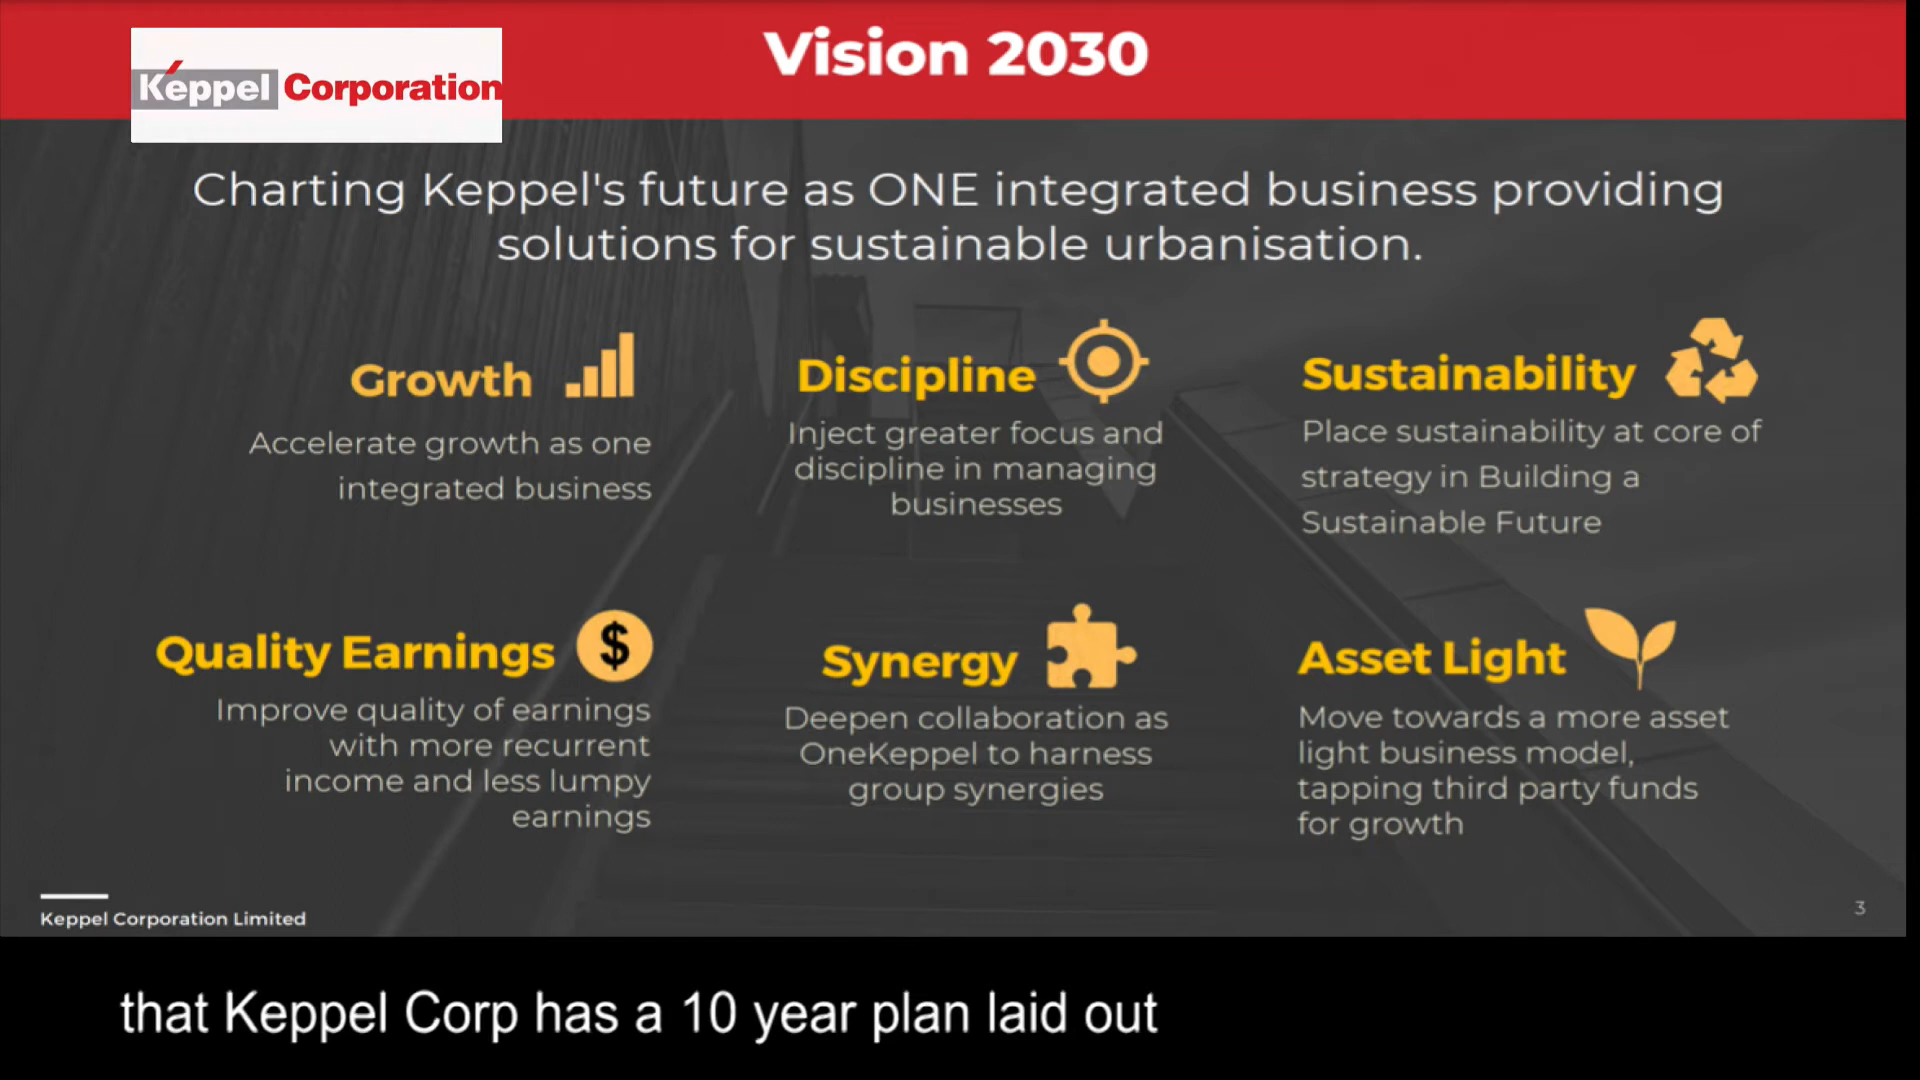 Vision 2030
Keppel Corporation
Charting Keppel's future as ONE integrated business providing
solutions for sustainable urbanisation.
Growth
Accelerate growth as one
integrated business
Discipline
Inject greater focus and
discipline in managing
businesses
Sustainability
Place sustainability at core of
strategy in Building a
Sustainable Future
Quality Earnings
$
Improve quality of earnings
with more recurrent
income and less lumpy
earnings
Synergy
Deepen collaboration as
OneKeppel to harness
group synergies
Asset Light
Move towards a more asset
light business model,
tapping third party funds
for growth
Keppel Corporation Limited
3
that Keppel Corp has a 10 year plan laid out